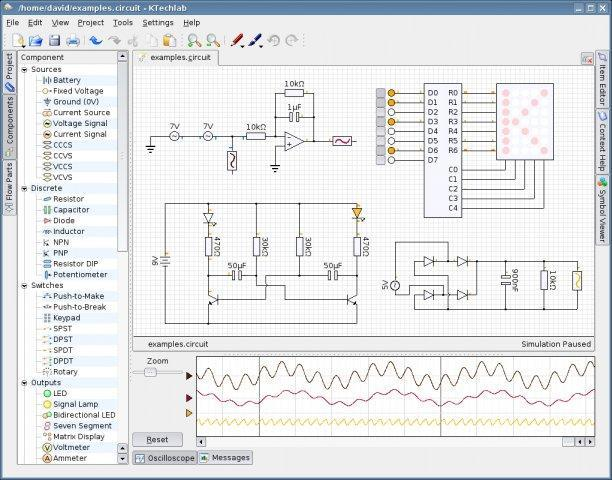 /home/david/examples.circuit - KTechlab
File Edit View Project Tools Settings Help
Project
Components
Flow Parts
Component
Sources
Battery
Fixed Voltage
Ground (0V)
Current Source
Voltage Signal
Current Signal
CCCS
CCVS
VCCS
VCVS
Discrete
Resistor
Capacitor
Diode
Inductor
NPN
PNP
Resistor DIP
Potentiometer
Switches
Push-to-Make
Push-to-Break
Keypad
SPST
DPST
SPDT
DPDT
Rotary
Outputs
LED
Signal Lamp
Bidirectional LED
Seven Segment
Matrix Display
Voltmeter
Ammeter
examples.circuit
7V 7V 10kΩ
10kΩ
1µF
D0 R0
D1 R1
D2 R2
D3 R3
D4 R4
D5 R5
D6 R6
D7
C0
C1
C2
C3
C4
6V
470Ω
30kΩ
30kΩ
470Ω
50µF 50µF
5V
900mF
10kΩ
examples.circuit Simulation Paused
Zoom
Reset
Oscilloscope Messages
Item Editor
Context Help
Symbol Viewer